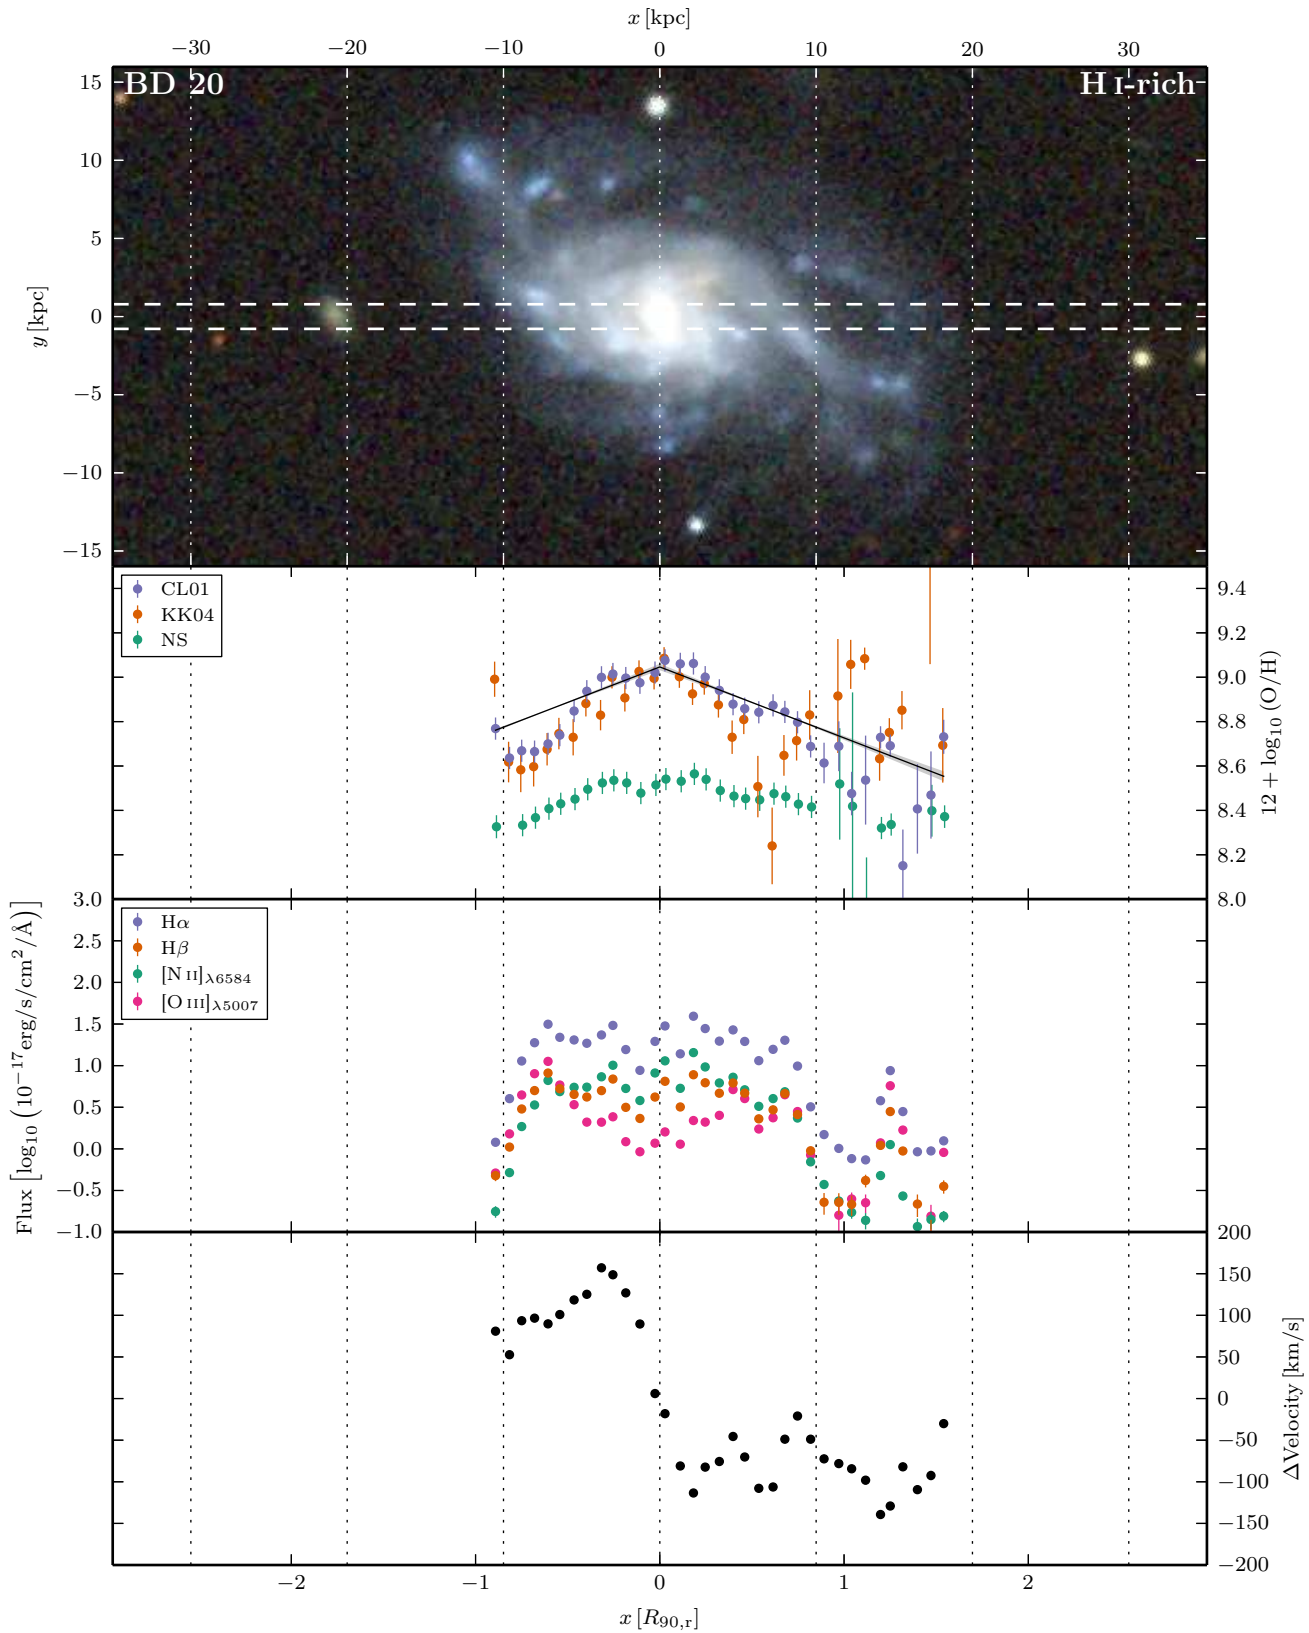 x [kpc]
−30 −20 −10 0 10 20 30
BD 20 H I-rich
15
10
5
0
−5
−10
−15
y [kpc]
CL01
KK04
NS
9.4
9.2
9.0
8.8
8.6
8.4
8.2
8.0
12 + log₁₀ (O/H)
3.0
2.5
2.0
1.5
1.0
0.5
0.0
−0.5
−1.0
Flux [log₁₀ (10⁻¹⁷erg/s/cm²/Å)]
Hα
Hβ
[N II]λ6584
[O III]λ5007
200
150
100
50
0
−50
−100
−150
−200
ΔVelocity [km/s]
−2 −1 0 1 2
x [R₉₀,r]